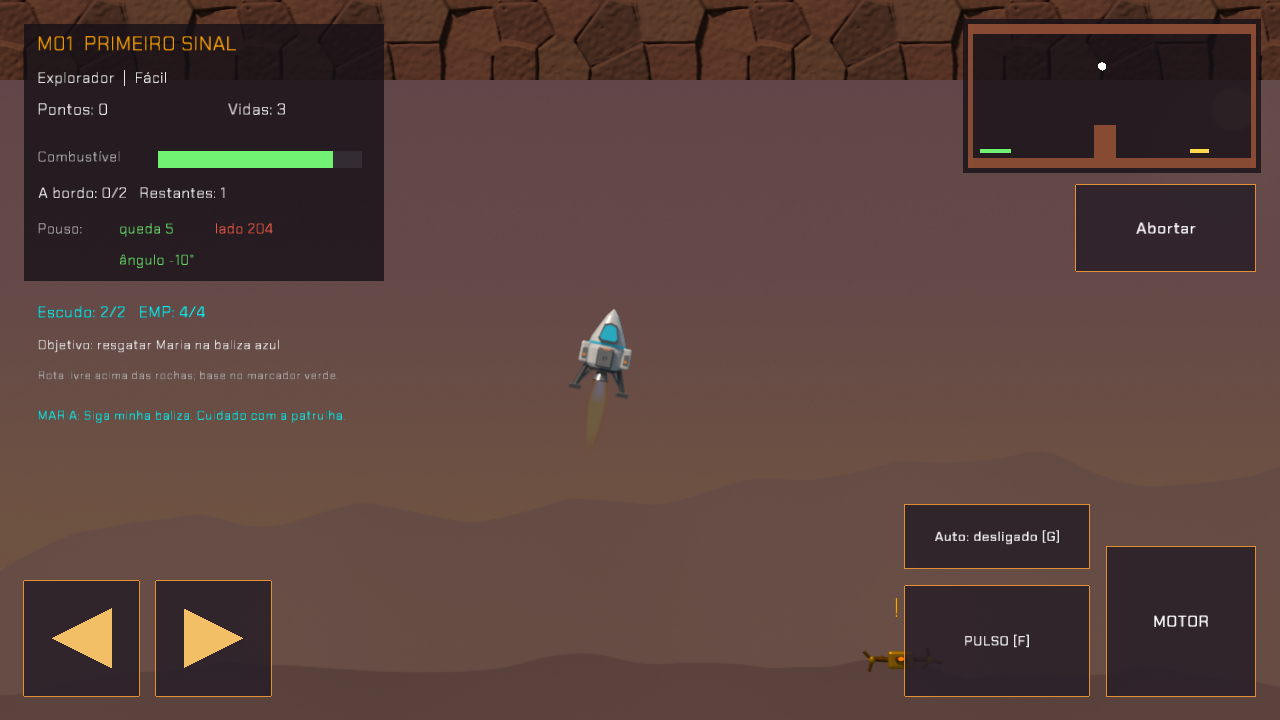 M01 PRIMEIRO SINAL
Explorador | Fácil
Pontos: 0 Vidas: 3
Combustível
A bordo: 0/2 Restantes: 1
Pouso: queda 5 lado 204
ângulo -10°
Escudo: 2/2 EMP: 4/4
Objetivo: resgatar Maria na baliza azul
Rota livre acima das rochas, base no marcador verde.
MARIA: Siga minha baliza. Cuidado com a patrulha.
Abortar
Auto: desligado [G]
!
PULSO [F]
MOTOR